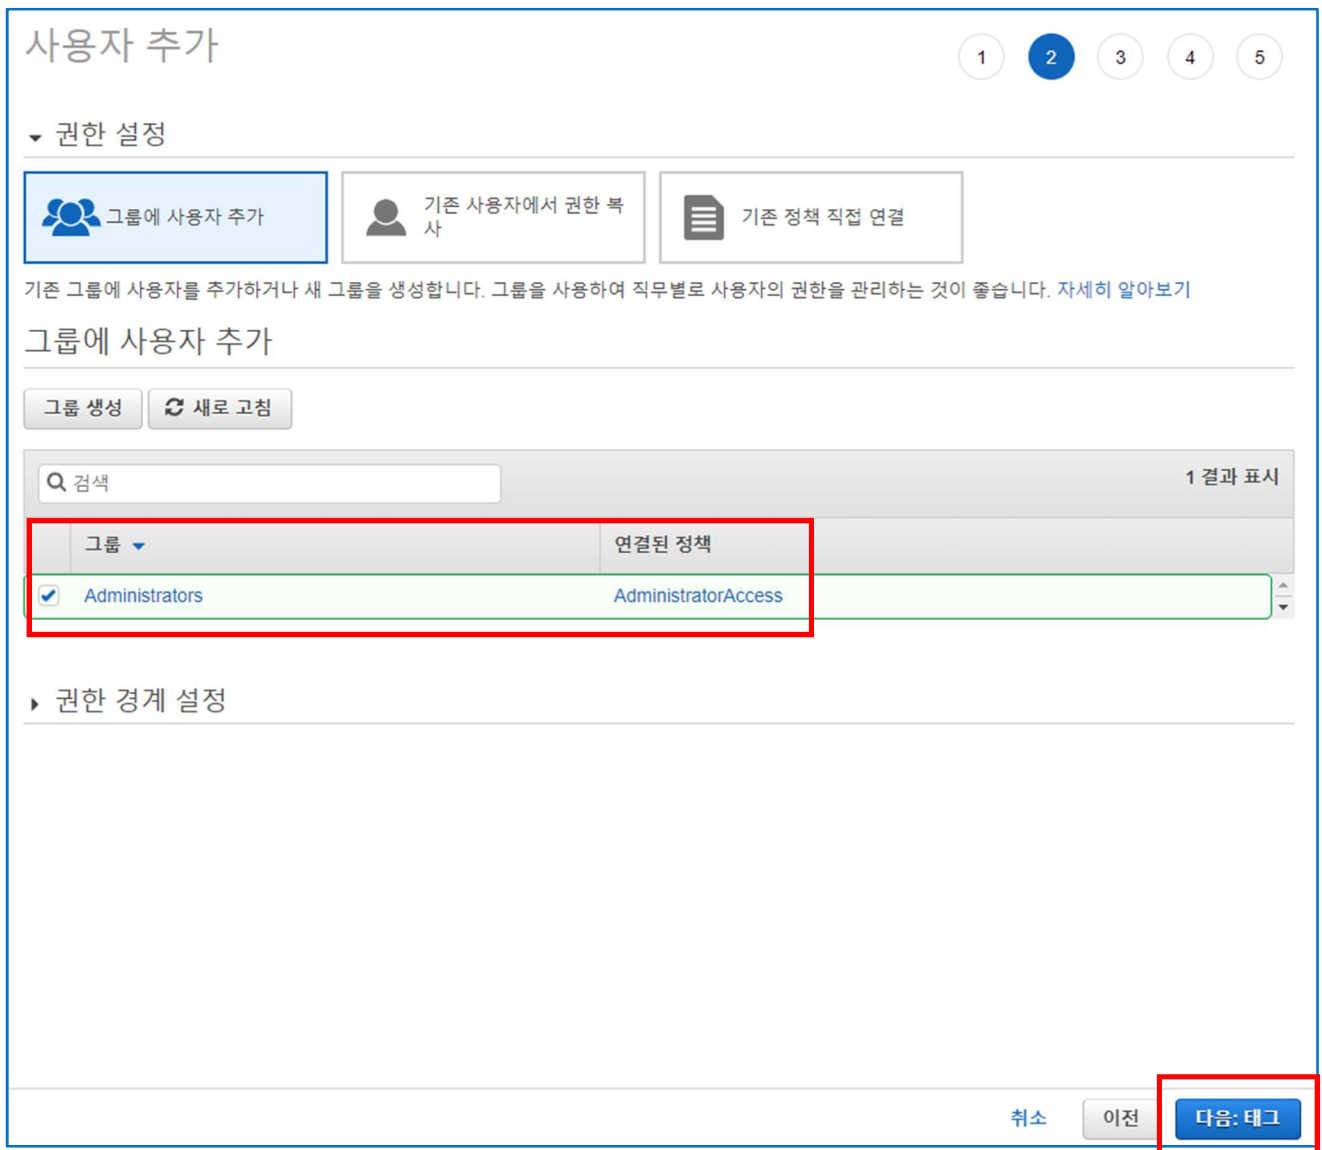 사용자 추가
1 2 3 4 5
권한 설정
그룹에 사용자 추가
기존 사용자에서 권한 복
사
기존 정책 직접 연결
기존 그룹에 사용자를 추가하거나 새 그룹을 생성합니다. 그룹을 사용하여 직무별로 사용자의 권한을 관리하는 것이 좋습니다. 자세히 알아보기
그룹에 사용자 추가
그룹 생성 새로 고침
검색 1 결과 표시
그룹 연결된 정책
Administrators AdministratorAccess
권한 경계 설정
취소 이전 다음: 태그